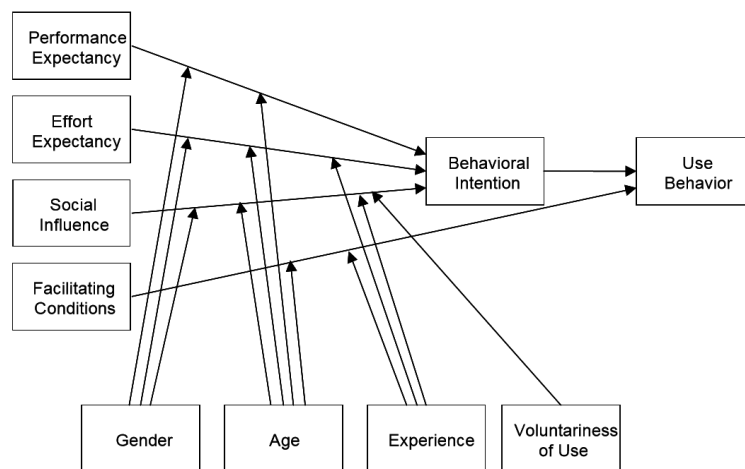 Performance
Expectancy
Effort
Expectancy
Social
Influence
Facilitating
Conditions
Behavioral
Intention
Use
Behavior
Gender
Age
Experience
Voluntariness
of Use